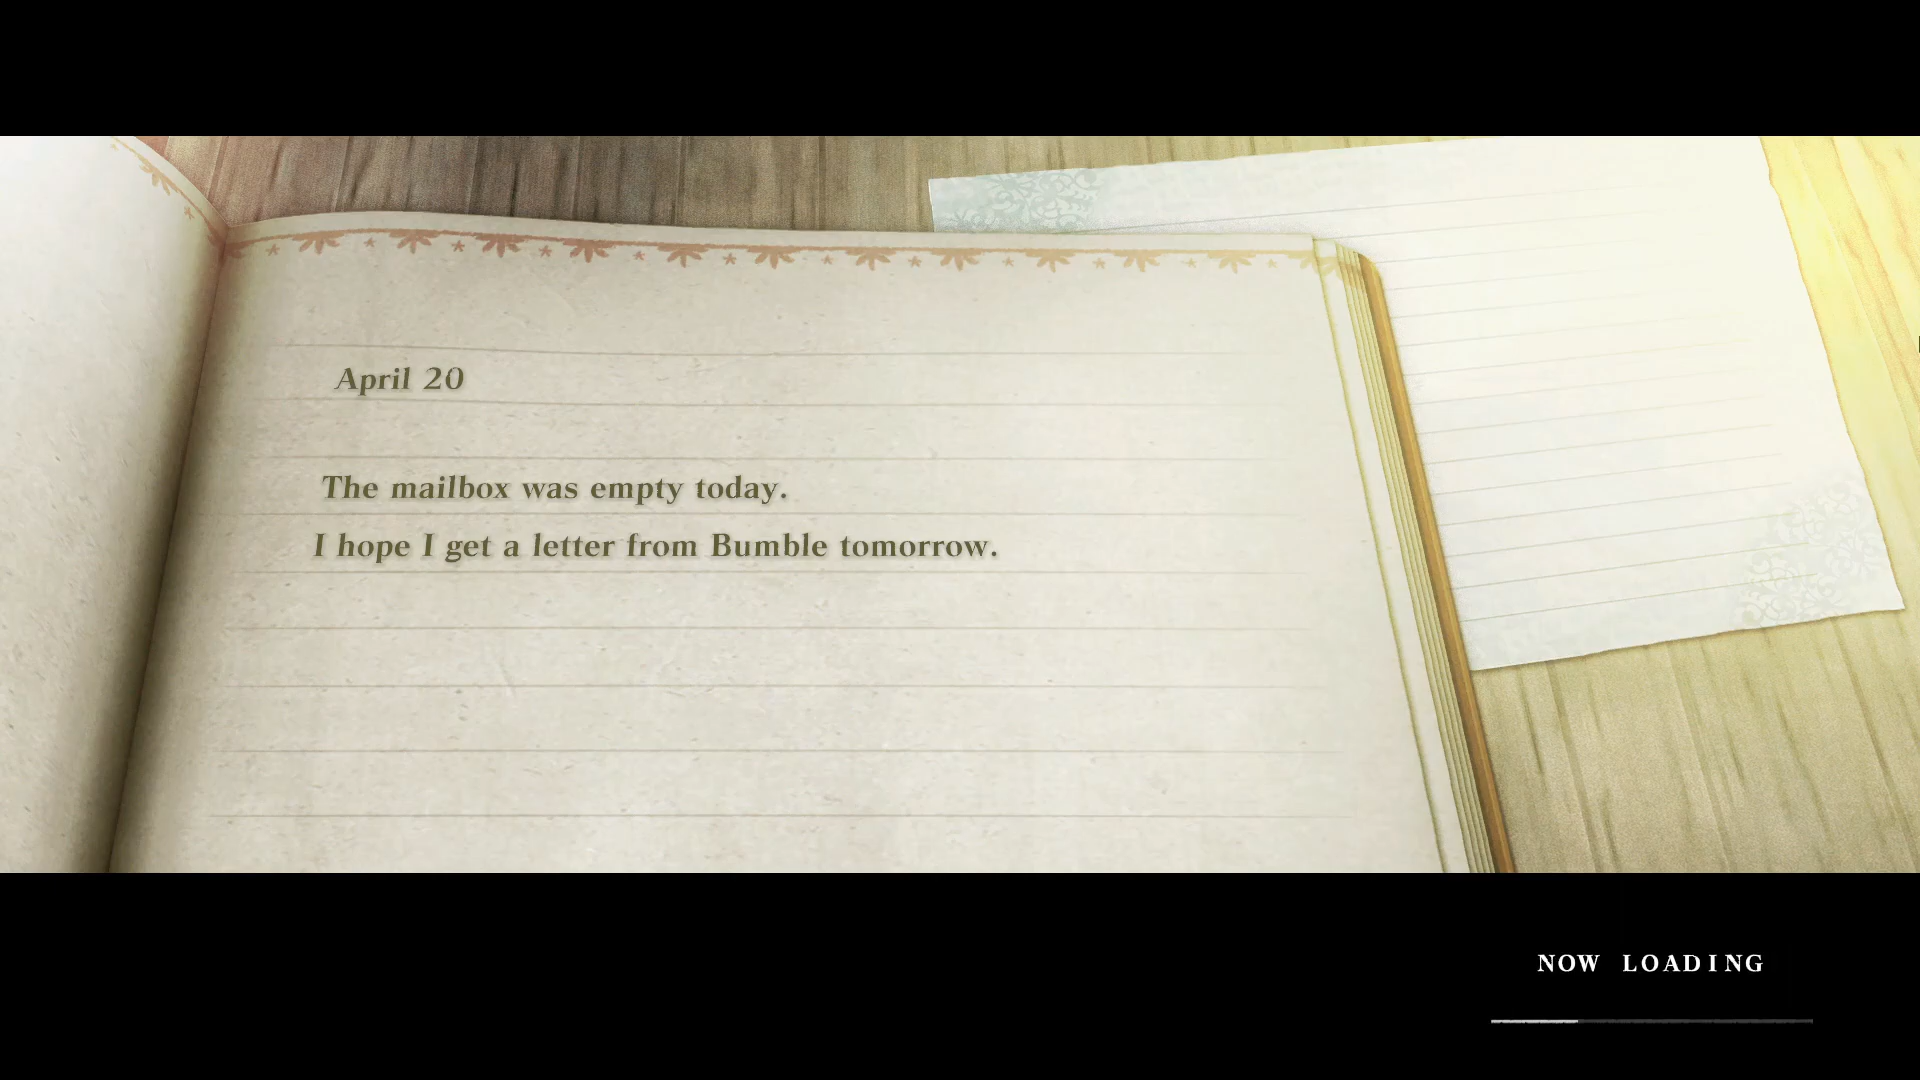 April 20
The mailbox was empty today.
I hope I get a letter from Bumble tomorrow.
NOW LOADING